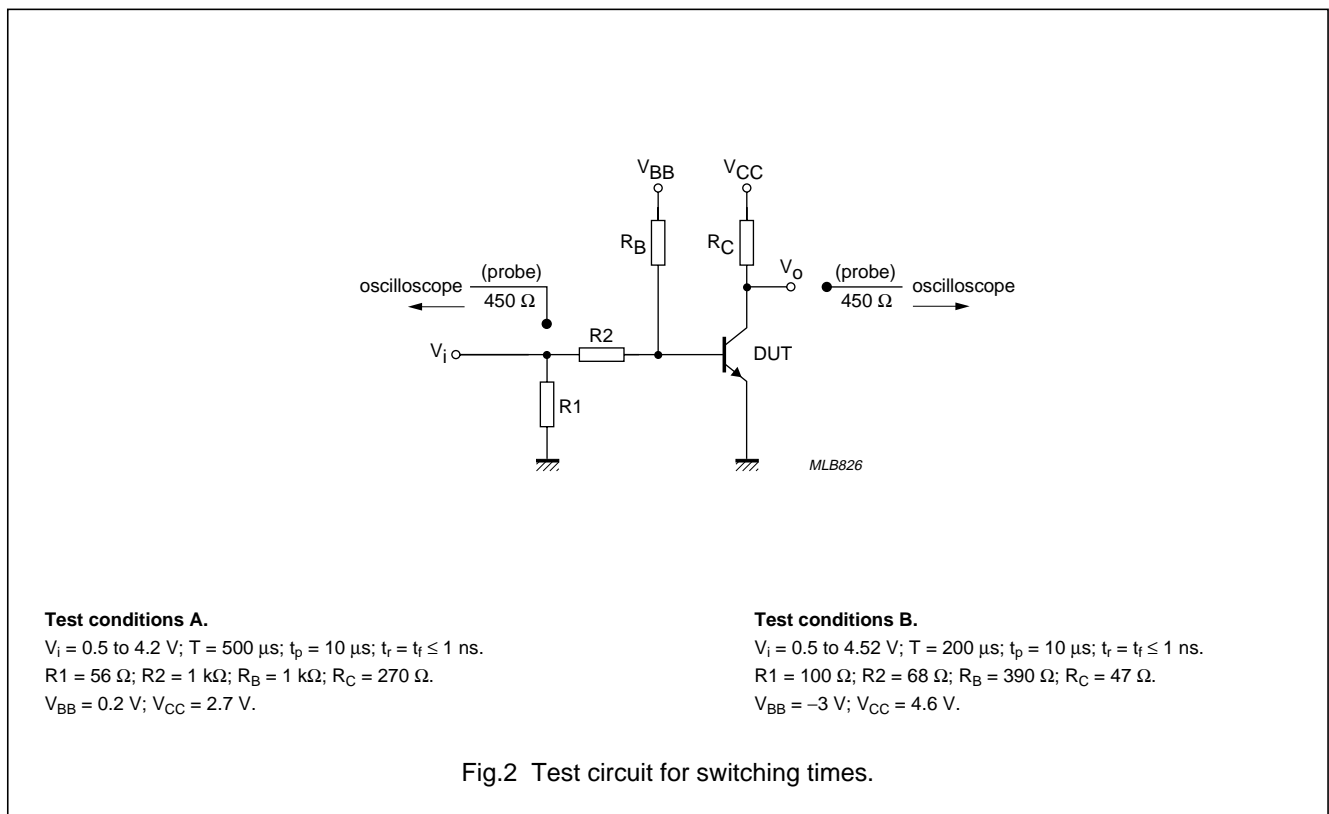 V_BB
V_CC
R_B
R_C
V_o
(probe)
oscilloscope
450 Ω
(probe)
oscilloscope
450 Ω
R2
V_i
DUT
R1
MLB826
Test conditions A.
V_i = 0.5 to 4.2 V; T = 500 µs; t_p = 10 µs; t_r = t_f ≤ 1 ns.
R1 = 56 Ω; R2 = 1 kΩ; R_B = 1 kΩ; R_C = 270 Ω.
V_BB = 0.2 V; V_CC = 2.7 V.
Test conditions B.
V_i = 0.5 to 4.52 V; T = 200 µs; t_p = 10 µs; t_r = t_f ≤ 1 ns.
R1 = 100 Ω; R2 = 68 Ω; R_B = 390 Ω; R_C = 47 Ω.
V_BB = −3 V; V_CC = 4.6 V.
Fig.2 Test circuit for switching times.